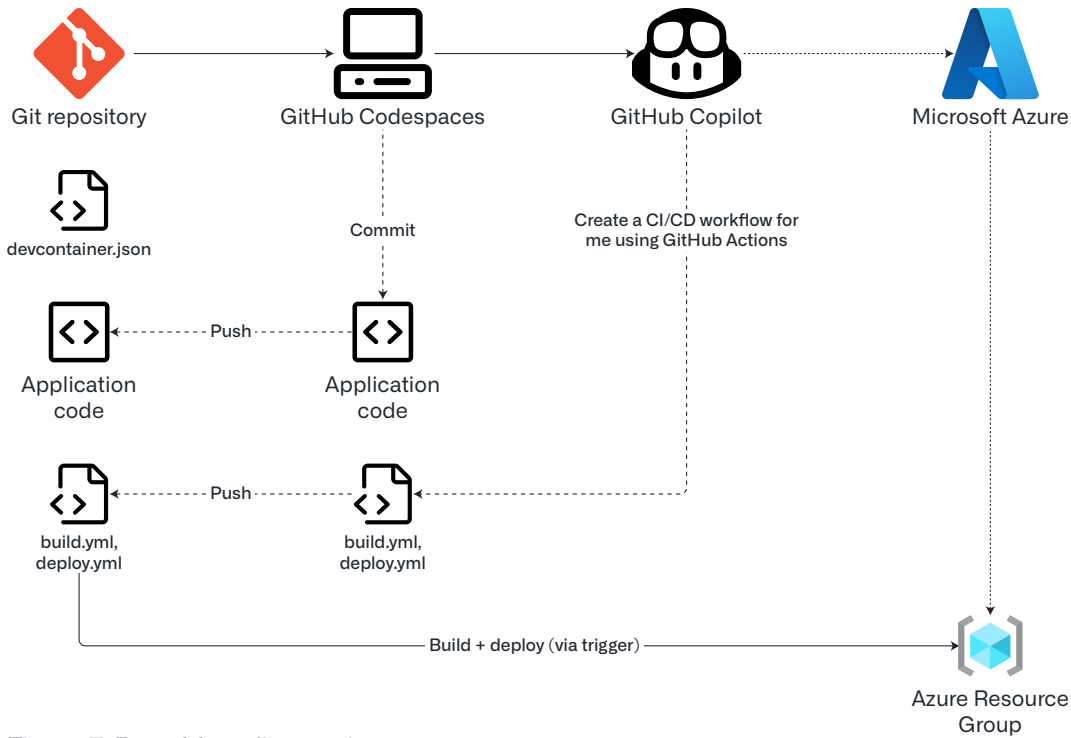 Git repository
GitHub Codespaces
GitHub Copilot
Microsoft Azure
devcontainer.json
Commit
Create a CI/CD workflow for
me using GitHub Actions
Push
Application
code
Application
code
Push
build.yml,
deploy.yml
build.yml,
deploy.yml
Build + deploy (via trigger)
Azure Resource
Group